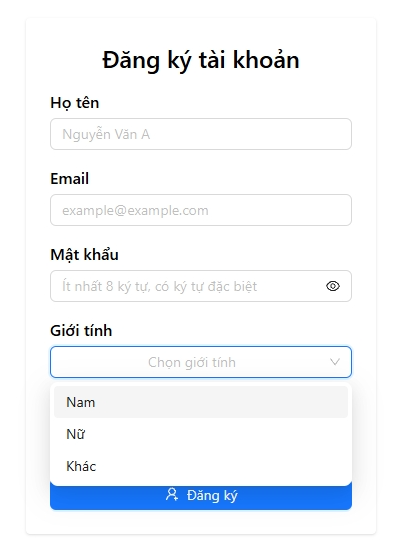 Đăng ký tài khoản
Họ tên
Nguyễn Văn A
Email
example@example.com
Mật khẩu
Ít nhất 8 ký tự, có ký tự đặc biệt
Giới tính
Chọn giới tính
Nam
Nữ
Khác
Đăng ký